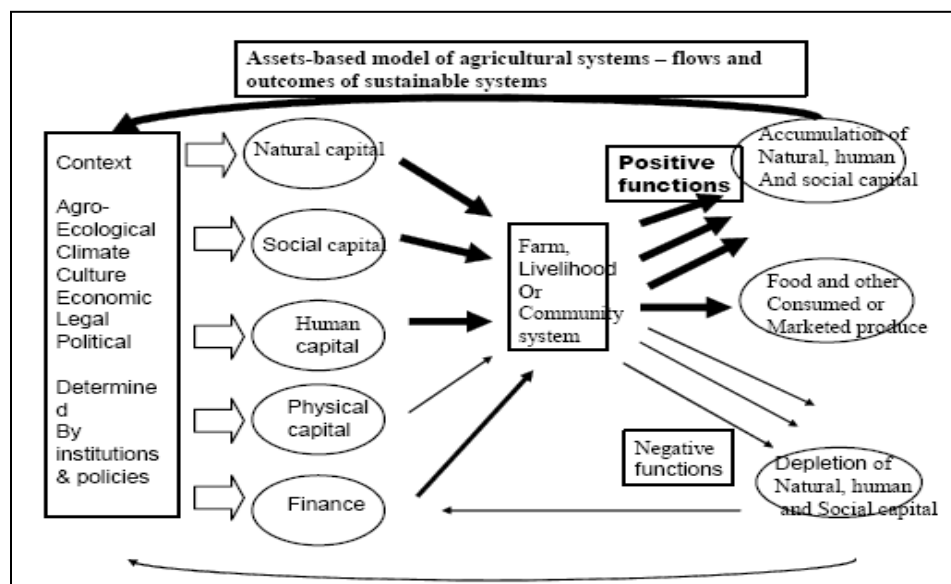 Assets-based model of agricultural systems – flows and
outcomes of sustainable systems
Context
Agro-
Ecological
Climate
Culture
Economic
Legal
Political
Determine
d
By
institutions
& policies
Natural capital
Social capital
Human
capital
Physical
capital
Finance
Farm,
Livelihood
Or
Community
system
Positive
functions
Accumulation of
Natural, human
And social capital
Food and other
Consumed or
Marketed produce
Negative
functions
Depletion of
Natural, human
and Social capital